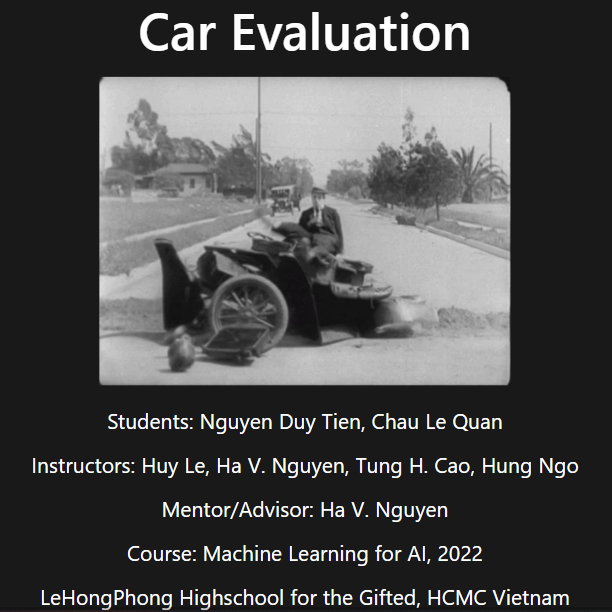 Car Evaluation
Students: Nguyen Duy Tien, Chau Le Quan
Instructors: Huy Le, Ha V. Nguyen, Tung H. Cao, Hung Ngo
Mentor/Advisor: Ha V. Nguyen
Course: Machine Learning for AI, 2022
LeHongPhong Highschool for the Gifted, HCMC Vietnam